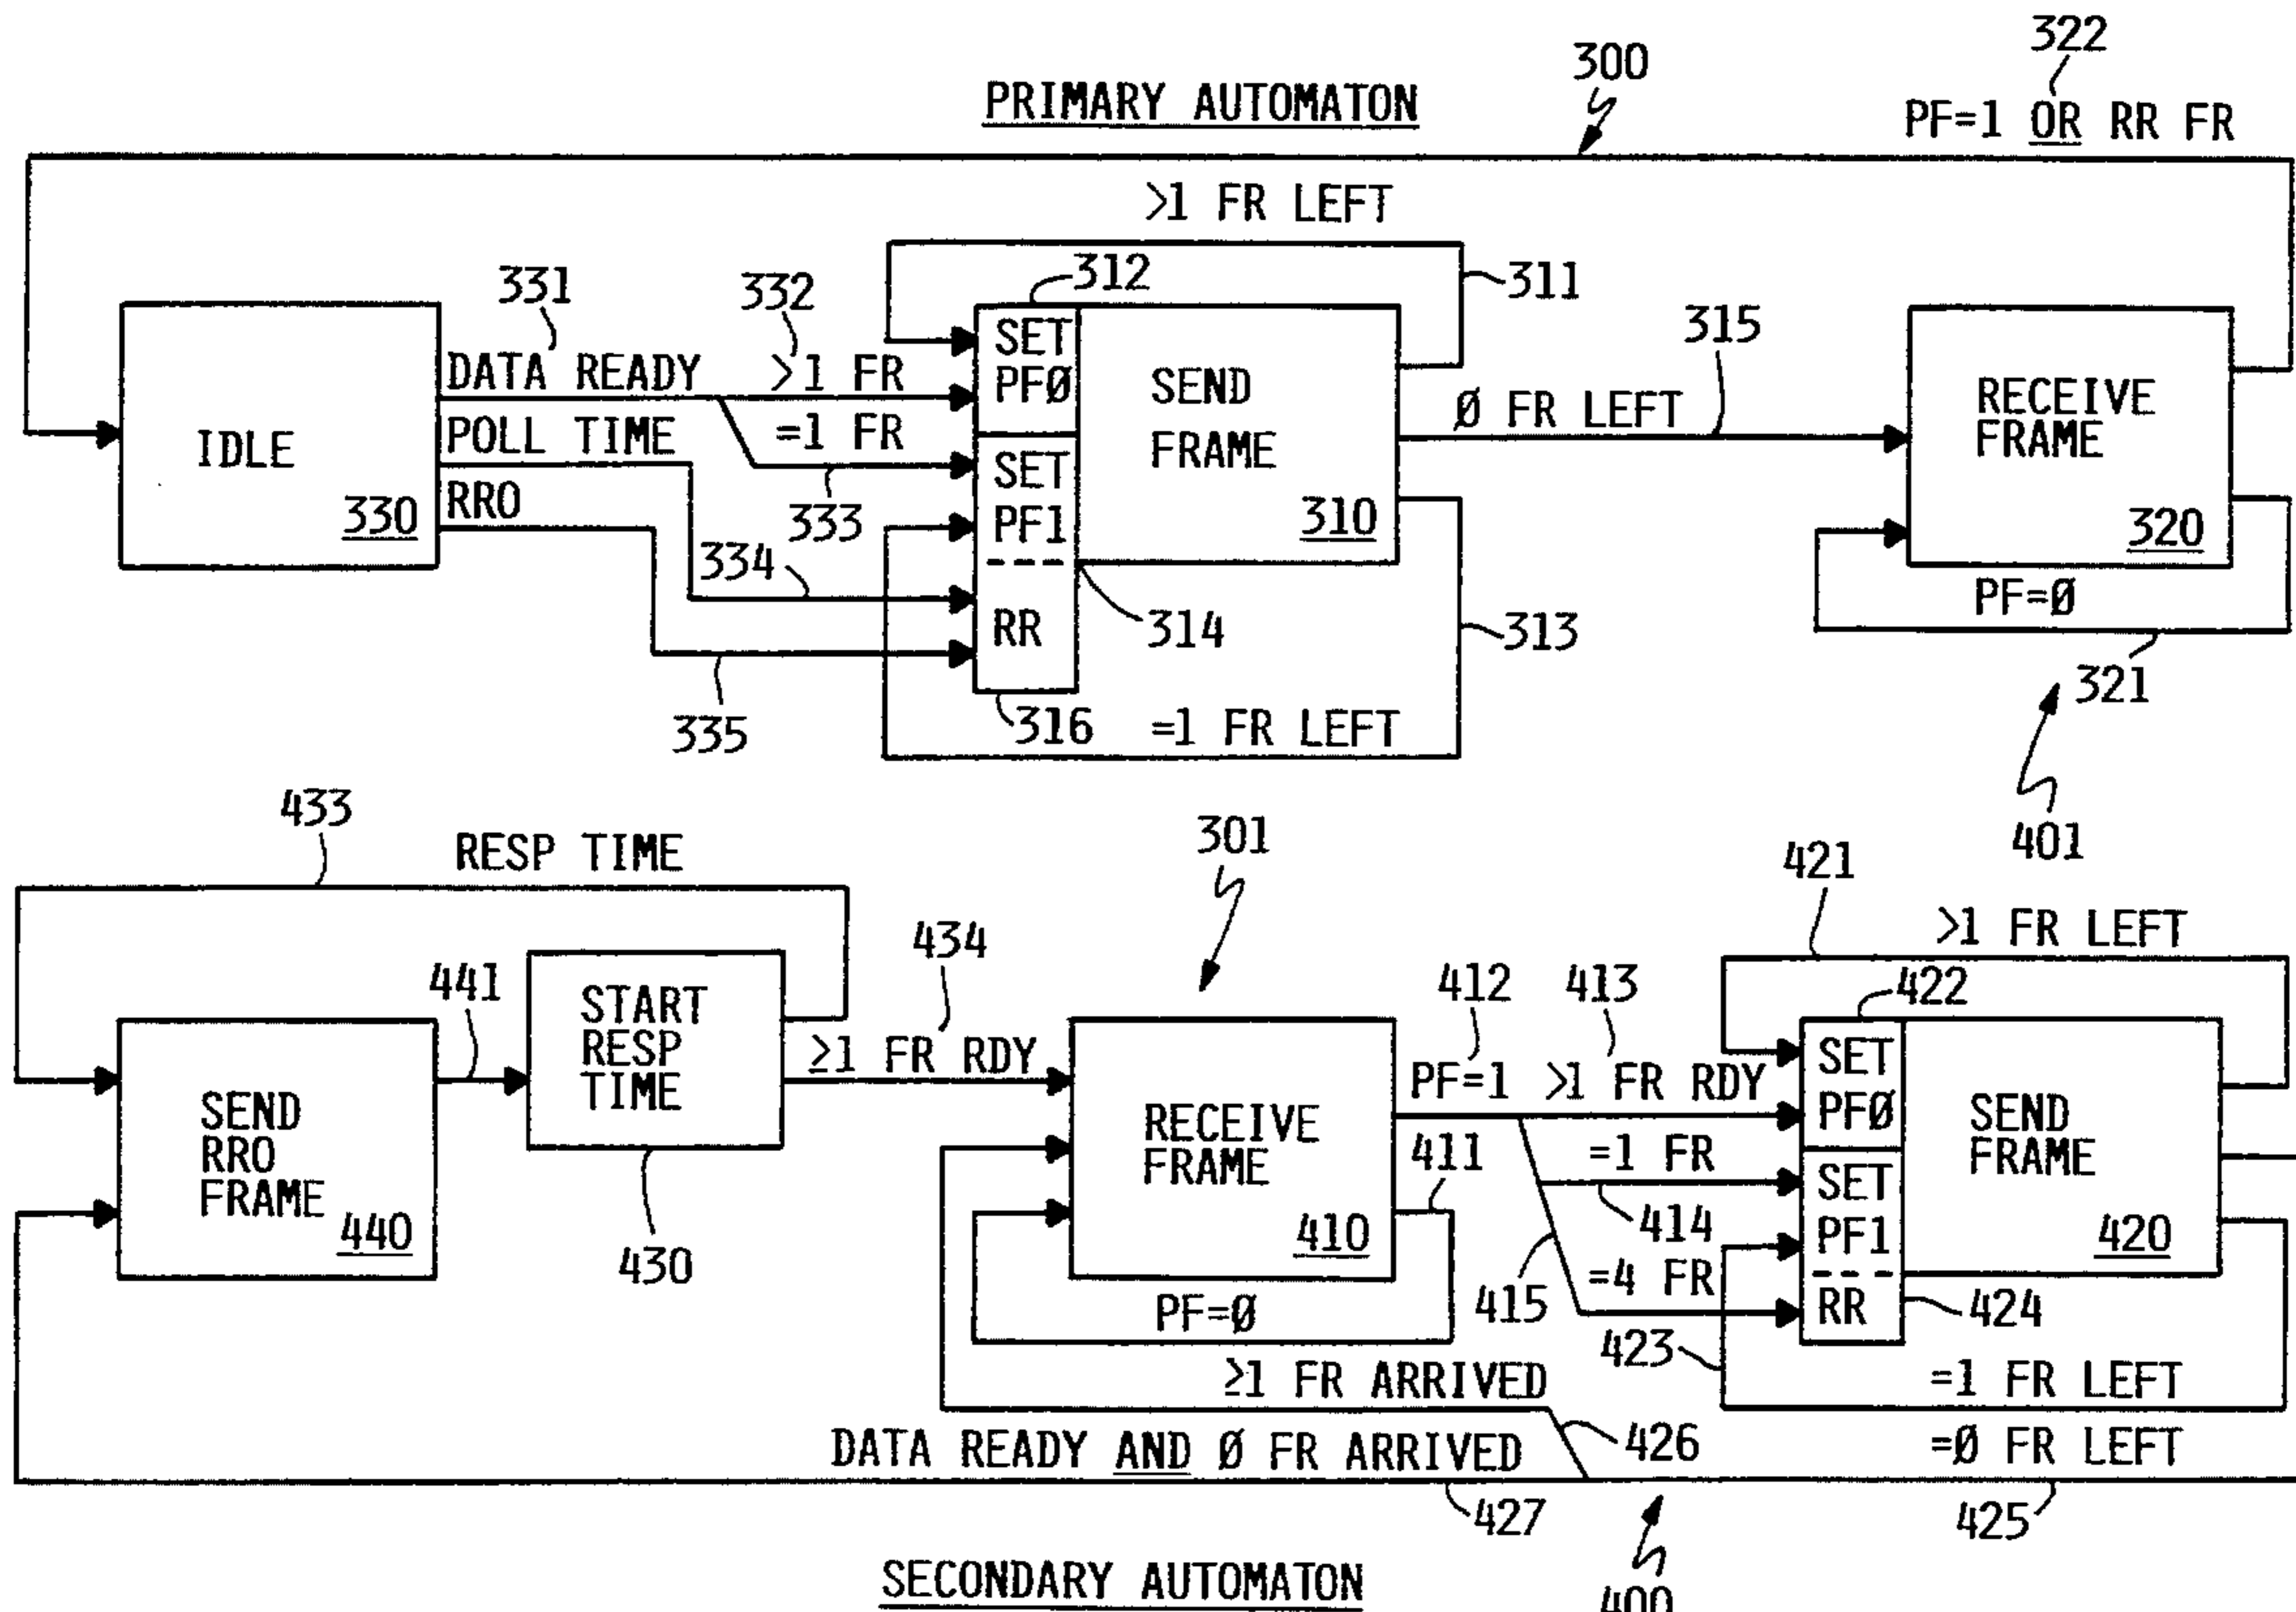 322
300
PRIMARY AUTOMATON
PF=1 OR RR FR
>1 FR LEFT
331
332
312
311
315
DATA READY
>1 FR
SET
PFØ
SEND
FRAME
310
Ø FR LEFT
RECEIVE
FRAME
320
IDLE
330
POLL TIME
=1 FR
SET
PF1
RRO
333
334
RR
314
313
PF=Ø
321
335
316
=1 FR LEFT
401
433
RESP TIME
301
421
>1 FR LEFT
434
412
413
422
441
START
RESP
TIME
430
≥1 FR RDY
PF=1
>1 FR RDY
SET
PFØ
SEND
FRAME
420
SEND
RRO
FRAME
440
RECEIVE
FRAME
410
411
=1 FR
SET
PF1
414
=4 FR
RR
424
415
PF=Ø
423
≥1 FR ARRIVED
=1 FR LEFT
DATA READY AND Ø FR ARRIVED
426
=Ø FR LEFT
427
425
SECONDARY AUTOMATON
400